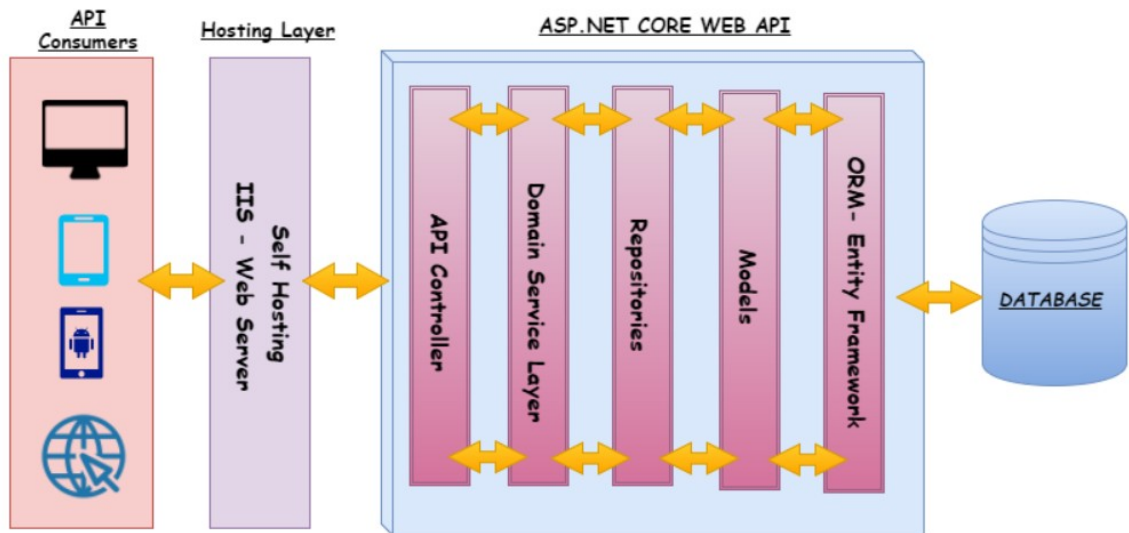 API
Consumers
Hosting Layer
ASP.NET CORE WEB API
Self Hosting
IIS - Web Server
API Controller
Domain Service Layer
Repositories
Models
ORM- Entity Framework
DATABASE